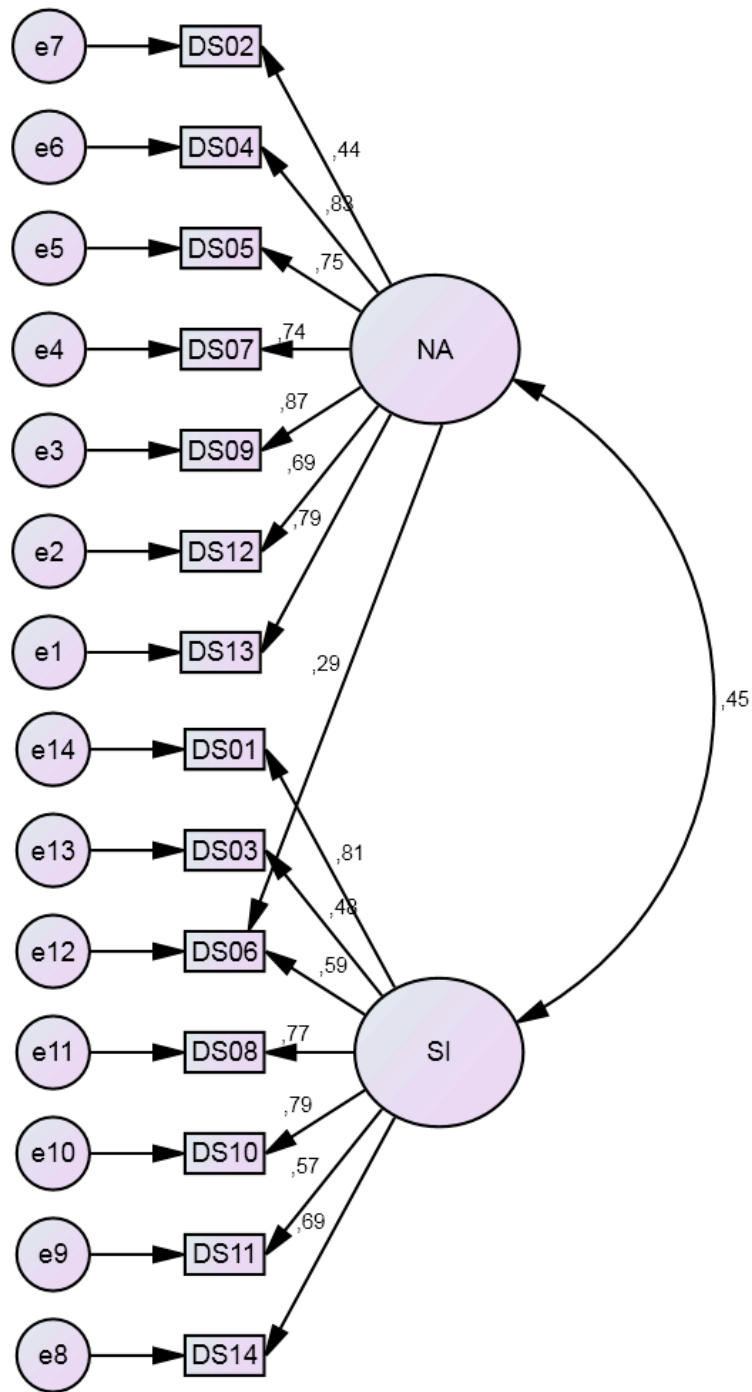 e7
DS02
e6
DS04
,44
,83
e5
DS05
,75
e4
DS07
,74
NA
,87
e3
DS09
,69
e2
DS12
,79
e1
DS13
,29
,45
e14
DS01
e13
DS03
,81
,48
e12
DS06
,59
e11
DS08
,77
SI
,79
e10
DS10
,57
,69
e9
DS11
e8
DS14